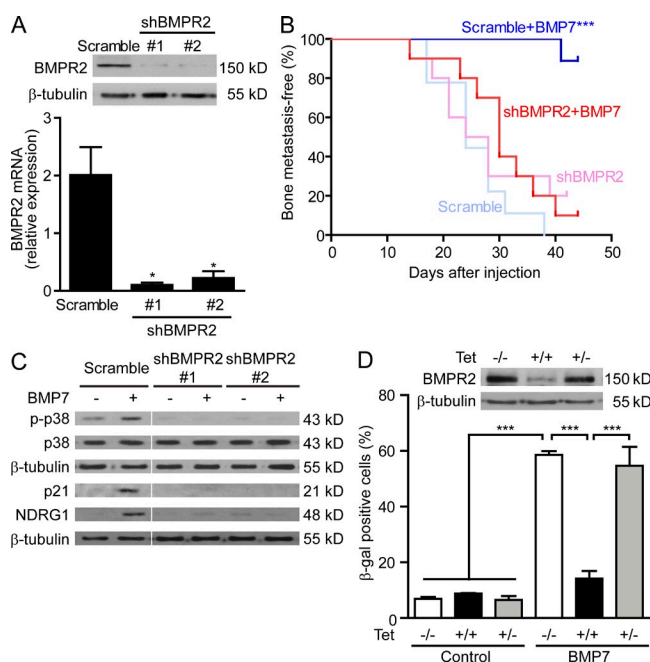 A
shBMPR2
Scramble #1 #2
BMPR2 150 kD
β-tubulin 55 kD
BMPR2 mRNA
(relative expression)
3
2
1
0
* *
Scramble #1 #2
shBMPR2
B
Bone metastasis-free (%)
100
80
60
40
20
0
Scramble+BMP7***
shBMPR2+BMP7
shBMPR2
Scramble
0 10 20 30 40 50
Days after injection
C
Scramble shBMPR2 #1 shBMPR2 #2
BMP7 - + - + - +
p-p38 43 kD
p38 43 kD
β-tubulin 55 kD
p21 21 kD
NDRG1 48 kD
β-tubulin 55 kD
D
Tet -/- +/+ +/-
BMPR2 150 kD
β-tubulin 55 kD
β-gal positive cells (%)
80
60
40
20
0
*** *** ***
Tet -/- +/+ +/- -/- +/+ +/-
Control BMP7